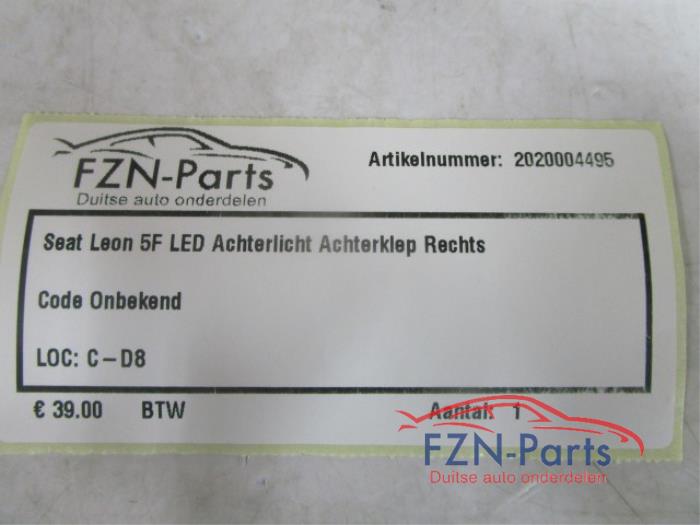 FZN-Parts
Duitse auto onderdelen
Artikelnummer: 2020004495
Seat Leon 5F LED Achterlicht Achterklep Rechts
Code Onbekend
LOC: C-D8
€ 39.00 BTW Aantal: 1
FZN-Parts
Duitse auto onderdelen